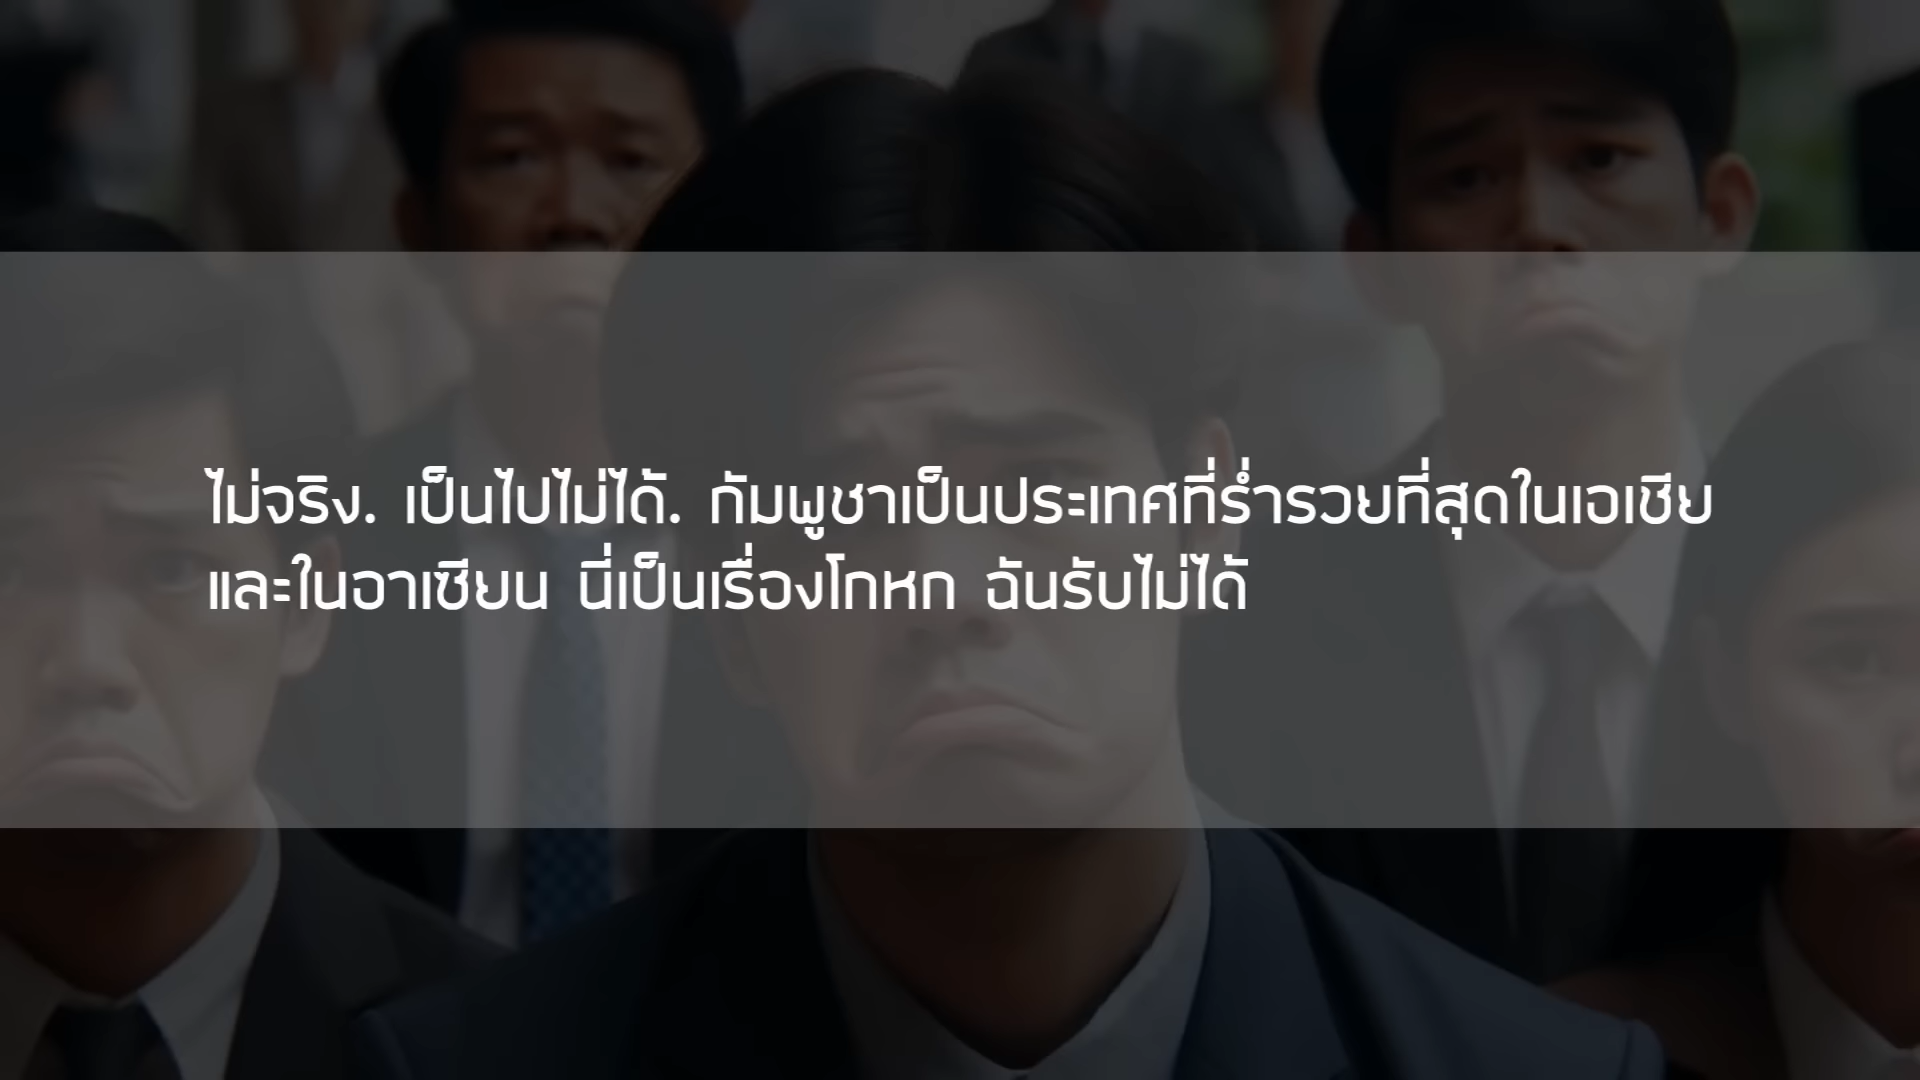 ไม่จริง. เป็นไปไม่ได้. กัมพูชาเป็นประเทศที่ร่ำรวยที่สุดในเอเชีย
และในอาเซียน นี่เป็นเรื่องโกหก ฉันรับไม่ได้